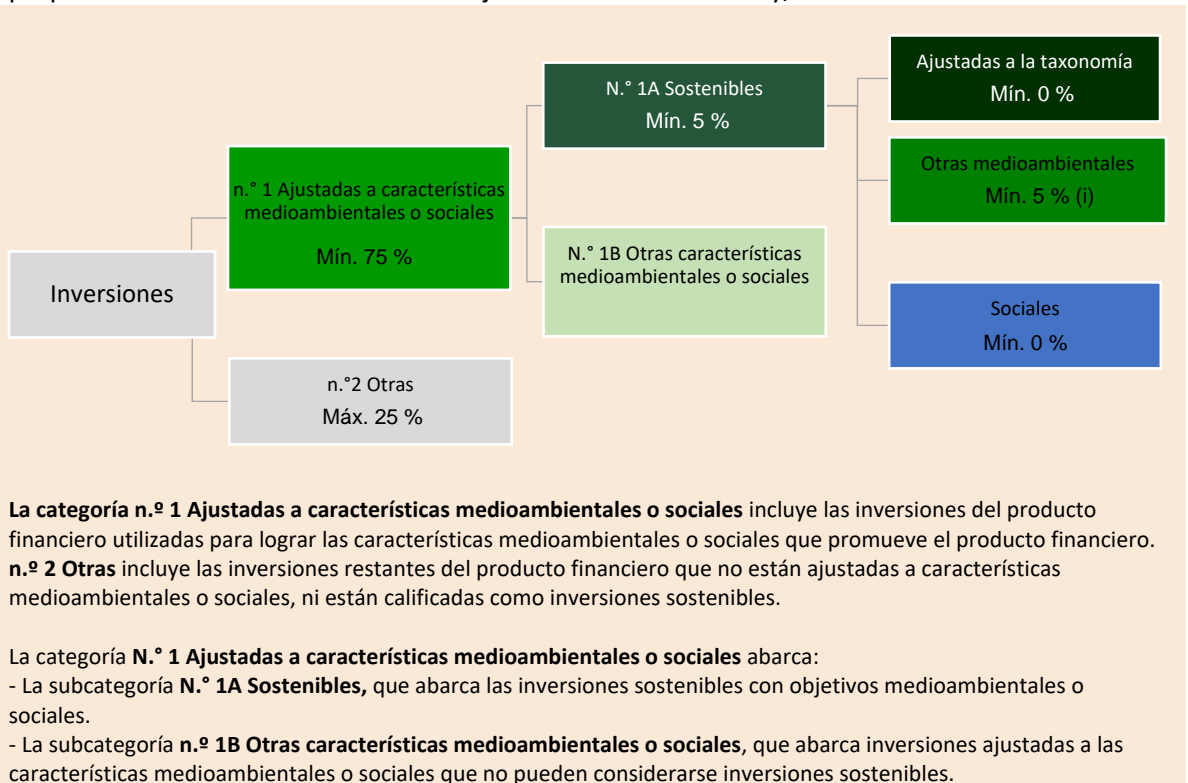 Ajustadas a la taxonomía
Mín. 0 %
N.° 1A Sostenibles
Mín. 5 %
Otras medioambientales
Mín. 5 % (i)
n.° 1 Ajustadas a características
medioambientales o sociales
Mín. 75 %
N.° 1B Otras características
medioambientales o sociales
Inversiones
Sociales
Mín. 0 %
n.°2 Otras
Máx. 25 %
La categoría n.º 1 Ajustadas a características medioambientales o sociales incluye las inversiones del producto
financiero utilizadas para lograr las características medioambientales o sociales que promueve el producto financiero.
n.º 2 Otras incluye las inversiones restantes del producto financiero que no están ajustadas a características
medioambientales o sociales, ni están calificadas como inversiones sostenibles.
La categoría N.° 1 Ajustadas a características medioambientales o sociales abarca:
- La subcategoría N.° 1A Sostenibles, que abarca las inversiones sostenibles con objetivos medioambientales o
sociales.
- La subcategoría n.º 1B Otras características medioambientales o sociales, que abarca inversiones ajustadas a las
características medioambientales o sociales que no pueden considerarse inversiones sostenibles.